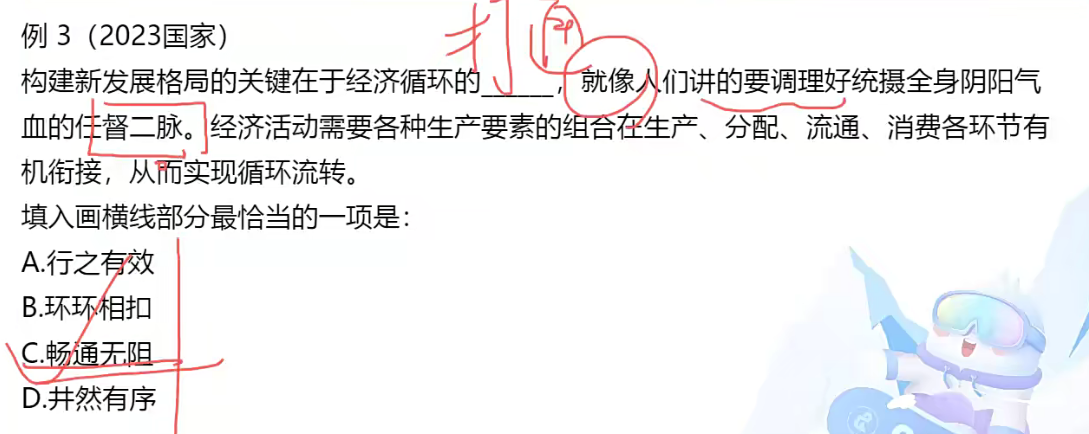 打通
例 3（2023国家）
构建新发展格局的关键在于经济循环的______，就像人们讲的要调理好统摄全身阴阳气
血的任督二脉。经济活动需要各种生产要素的组合在生产、分配、流通、消费各环节有
机衔接，从而实现循环流转。
填入画横线部分最恰当的一项是：
A.行之有效
B.环环相扣
C.畅通无阻
D.井然有序